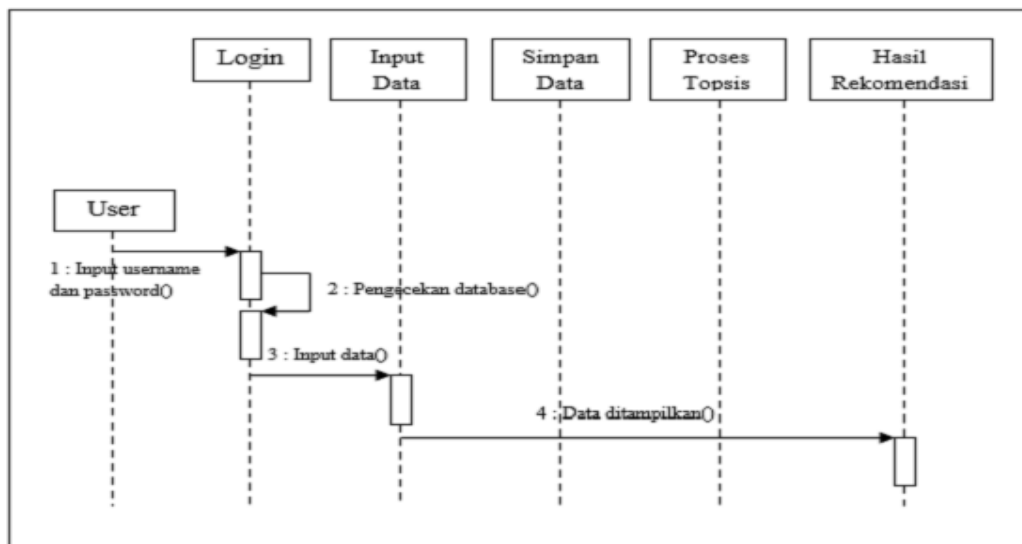 Login
Input
Data
Simpan
Data
Proses
Topsis
Hasil
Rekomendasi
User
1 : Input username
dan password()
2 : Pengecekan database()
3 : Input data()
4 : Data ditampilkan()